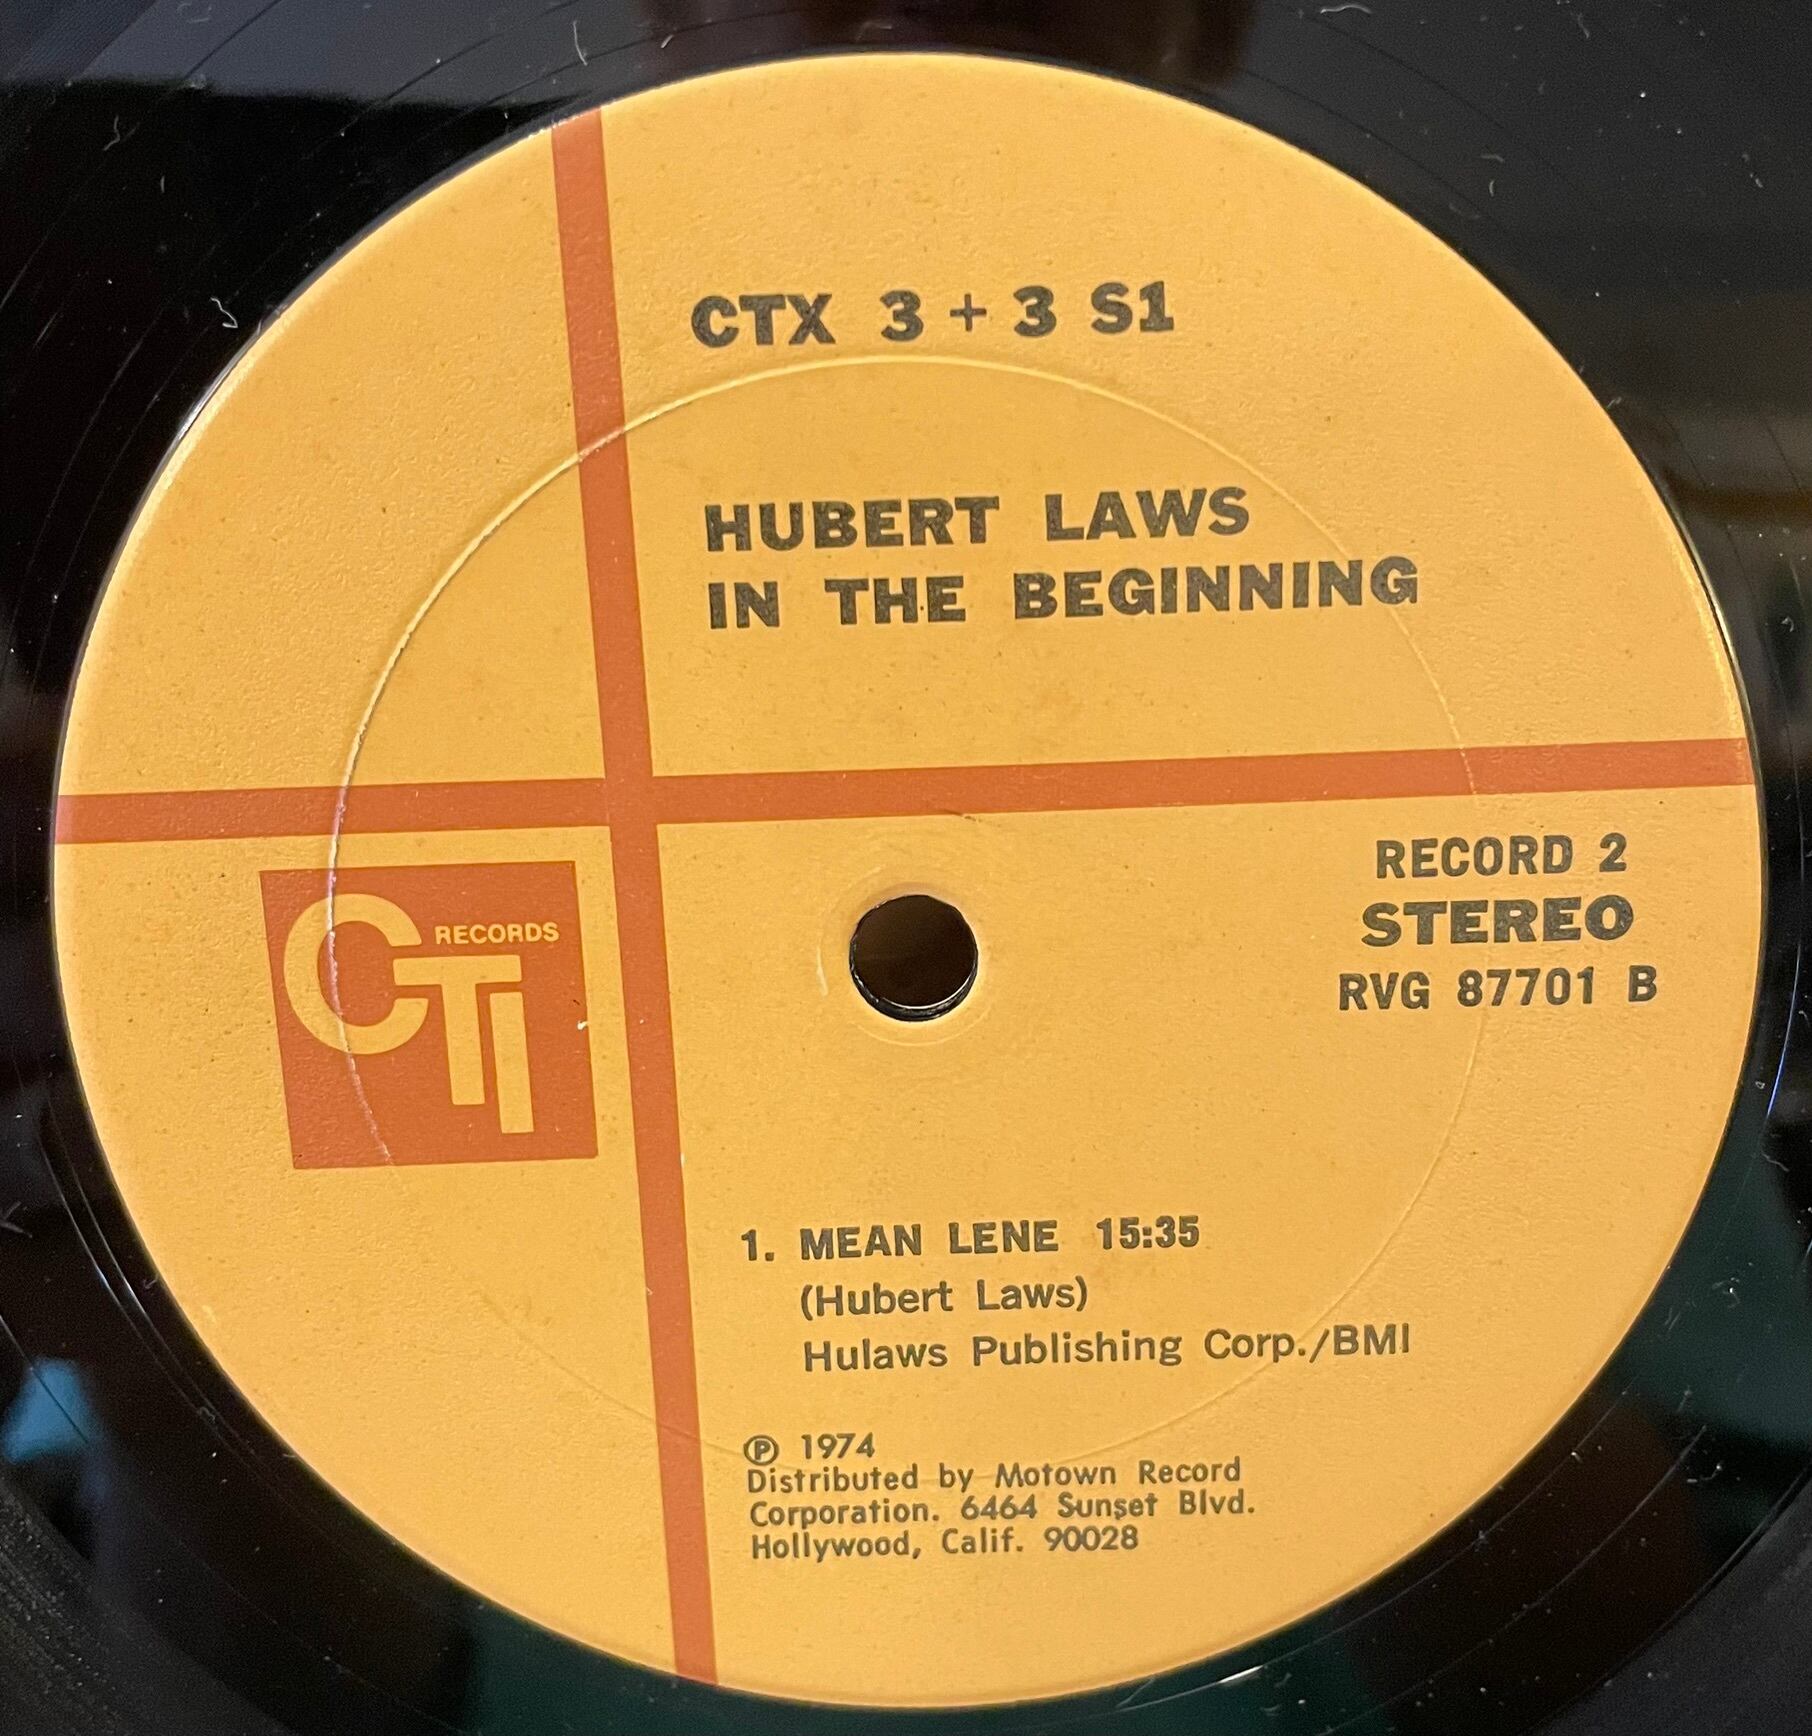 CTX 3 + 3 S1
HUBERT LAWS
IN THE BEGINNING
RECORD 2
STEREO
RVG 87701 B
CTI
RECORDS
1. MEAN LENE 15:35
(Hubert Laws)
Hulaws Publishing Corp./BMI
℗ 1974
Distributed by Motown Record
Corporation. 6464 Sunset Blvd.
Hollywood, Calif. 90028